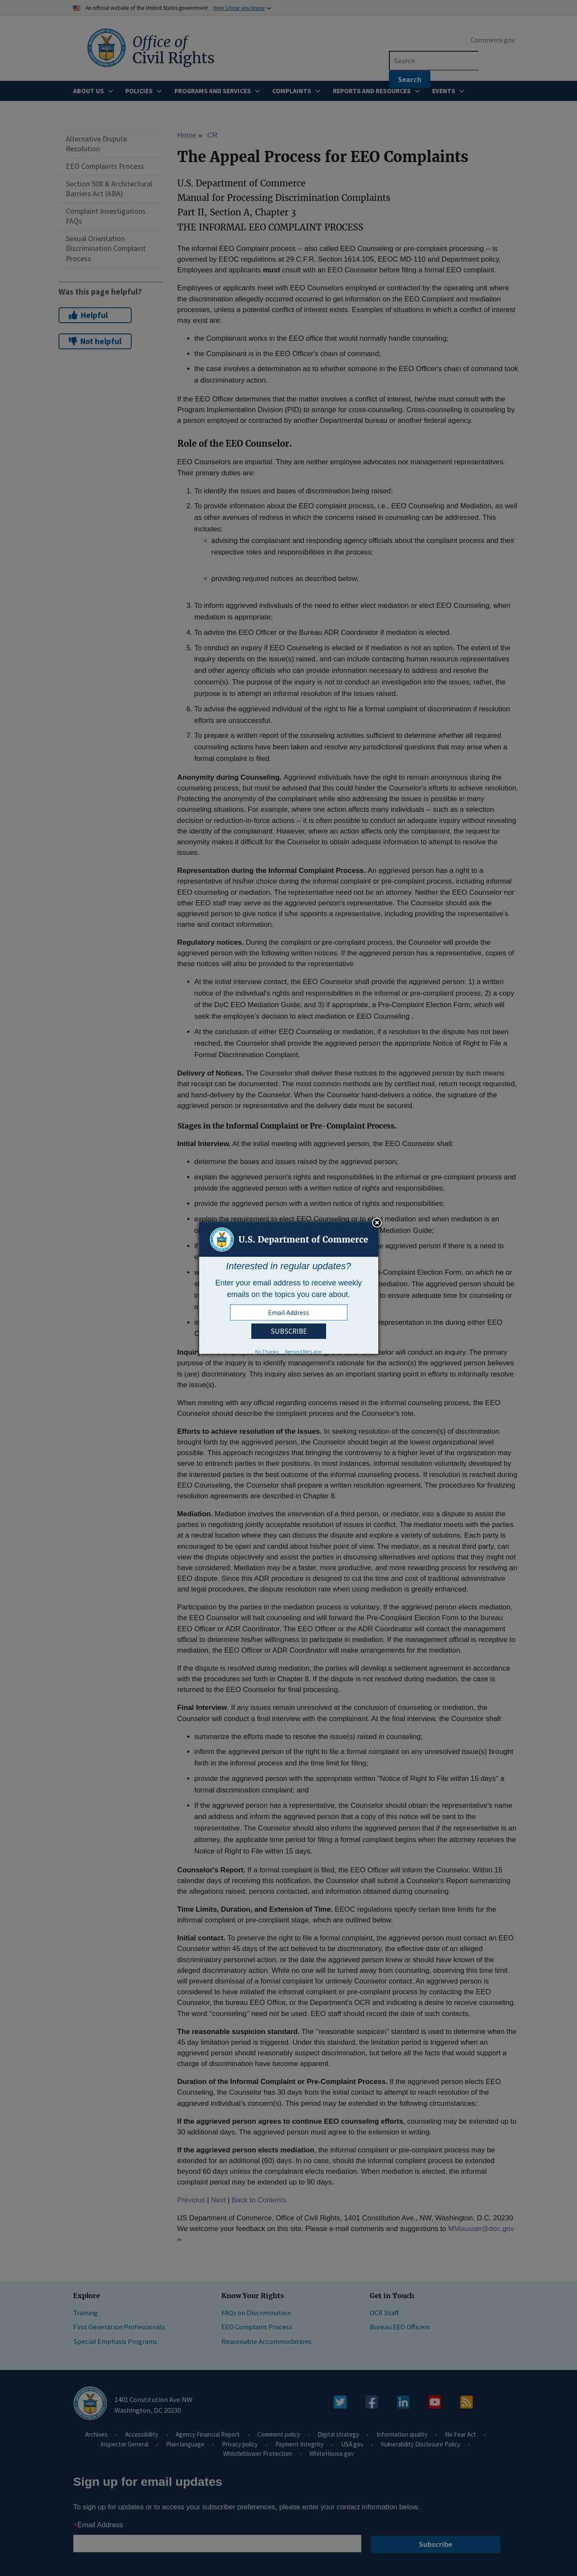 An official website of the United States government Here's how you know
Commerce.gov
Office of
Civil Rights
Search
Search
ABOUT US POLICIES PROGRAMS AND SERVICES COMPLAINTS REPORTS AND RESOURCES EVENTS
Alternative Dispute
Resolution
EEO Complaints Process
Section 508 & Architectural
Barriers Act (ABA)
Complaint Investigations
FAQs
Sexual Orientation
Discrimination Complaint
Process
Was this page helpful?
Helpful
Not helpful
Home » CR
The Appeal Process for EEO Complaints
U.S. Department of Commerce
Manual for Processing Discrimination Complaints
Part II, Section A, Chapter 3
THE INFORMAL EEO COMPLAINT PROCESS
The informal EEO Complaint process -- also called EEO Counseling or pre-complaint processing -- is
governed by EEOC regulations at 29 C.F.R. Section 1614.105, EEOC MD-110 and Department policy.
Employees and applicants must consult with an EEO Counselor before filing a formal EEO complaint.
Employees or applicants meet with EEO Counselors employed or contracted by the operating unit where
the discrimination allegedly occurred occurred to get information on the EEO Complaint and mediation
processes, unless a potential conflict of interest exists. Examples of situations in which a conflict of interest
may exist are:
• the Complainant works in the EEO office that would normally handle counseling;
• the Complainant is in the EEO Officer's chain of command;
• the case involves a determination as to whether someone in the EEO Officer's chain of command took
a discriminatory action.
If the EEO Officer determines that the matter involves a conflict of interest, he/she must consult with the
Program Implementation Division (PID) to arrange for cross-counseling. Cross-counseling is counseling by
a person employed or contracted by another Departmental bureau or another federal agency.
Role of the EEO Counselor.
EEO Counselors are impartial. They are neither employee advocates nor management representatives.
Their primary duties are:
1. To identify the issues and bases of discrimination being raised;
2. To provide information about the EEO complaint process, i.e., EEO Counseling and Mediation, as well
as other avenues of redress in which the concerns raised in counseling can be addressed. This
includes:
◦ advising the complainant and responding agency officials about the complaint process and their
respective roles and responsibilities in the process;
◦ providing required notices as described below;
3. To inform aggrieved individuals of the need to either elect mediation or elect EEO Counseling, when
mediation is appropriate;
4. To advise the EEO Officer or the Bureau ADR Coordinator if mediation is elected.
5. To conduct an inquiry if EEO Counseling is elected or if mediation is not an option. The extent of the
inquiry depends on the issue(s) raised, and can include contacting human resource representatives
and other agency officials who can provide information necessary to address and resolve the
concern(s). The purpose of the inquiry is not to conduct an investigation into the issues; rather, the
purpose is to attempt an informal resolution of the issues raised.
6. To advise the aggrieved individual of the right to file a formal complaint of discrimination if resolution
efforts are unsuccessful.
7. To prepare a written report of the counseling activities sufficient to determine whether all required
counseling actions have been taken and to resolve any jurisdictional questions that may arise when a
formal complaint is filed.
Anonymity during Counseling. Aggrieved individuals have the right to remain anonymous during the
counseling process, but must be advised that this could hinder the Counselor's efforts to attempt resolution.
Protecting the anonymity of the complainant while also addressing his or her issues is possible in many
counseling situations. For example, where one action affects many individuals -- such as a selection
decision or reduction-in-force actions -- it is often possible to conduct an adequate inquiry without revealing
the identity of the complainant. However, where an action affects only the complainant, the request for
anonymity makes it difficult for the Counselor to obtain adequate information to attempt to resolve the
issues.
Representation during the Informal Complaint Process. An aggrieved person has a right to a
representative of his/her choice during the informal complaint or pre-complaint process, including informal
EEO counseling or mediation. The representative need not be an attorney. Neither the EEO Counselor nor
other EEO staff may serve as the aggrieved person's representative. The Counselor should ask the
aggrieved person to give notice if s/he appoints a representative, including providing the representative's
name and contact information.
Regulatory notices. During the complaint or pre-complaint process, the Counselor will provide the
aggrieved person with the following written notices. If the aggrieved person has a representative, copies of
these notices will also be provided to the representative.
• At the initial interview contact, the EEO Counselor shall provide the aggrieved person: 1) a written
notice of the individual's rights and responsibilities in the informal or pre-complaint process; 2) a copy
of the DoC EEO Mediation Guide; and 3) if appropriate, a Pre-Complaint Election Form, which will
seek the employee's decision to elect mediation or EEO Counseling .
• At the conclusion of either EEO Counseling or mediation, if a resolution to the dispute has not been
reached, the Counselor shall provide the aggrieved person the appropriate Notice of Right to File a
Formal Discrimination Complaint.
Delivery of Notices. The Counselor shall deliver these notices to the aggrieved person by such means
that receipt can be documented. The most common methods are by certified mail, return receipt requested,
and hand-delivery by the Counselor. When the Counselor hand-delivers a notice, the signature of the
aggrieved person or representative and the delivery date must be secured.
Stages in the Informal Complaint or Pre-Complaint Process.
Initial Interview. At the initial meeting with aggrieved person, the EEO Counselor shall:
• determine the bases and issues raised by the aggrieved person;
• explain the aggrieved person's rights and responsibilities in the informal or pre-complaint process and
provide the aggrieved person with a written notice of rights and responsibilities;
• provide the aggrieved person with a written notice of rights and responsibilities;
• explain the requirement to elect EEO Counseling or to elect mediation and when mediation is an
Mediation Guide;
e aggrieved person if there is a need to
-Complaint Election Form, on which he or
mediation. The aggrieved person should be
to ensure adequate time for counseling or
representation in the during either EEO
U.S. Department of Commerce
Interested in regular updates?
Enter your email address to receive weekly
emails on the topics you care about.
Email Address
SUBSCRIBE
No Thanks Remind Me Later
will conduct an inquiry. The primary
purpose of the inquiry is to identify management's rationale for the action(s) the aggrieved person believes
is (are) discriminatory. This inquiry also serves as an important starting point in attempts to informally resolve
the issue(s).
When meeting with any official regarding concerns raised in the informal counseling process, the EEO
Counselor should describe the complaint process and the Counselor's role.
Efforts to achieve resolution of the issues. In seeking resolution of the concern(s) of discrimination
brought forth by the aggrieved person, the Counselor should begin at the lowest organizational level
possible. This approach recognizes that bringing the controversy to a higher level of the organization may
serve to entrench parties in their positions. In most instances, informal resolution voluntarily developed and
entered into by the parties is the best outcome of the informal complaint processing. If resolution is reached during
EEO Counseling, the Counselor shall prepare a written resolution agreement. The procedures for finalizing
resolution agreements are described in Chapter 8.
Mediation. Mediation involves the intervention of a third person, or mediator, into a dispute to assist the
parties in negotiating jointly acceptable resolution of issues in conflict. The mediator meets with the parties
at a neutral location where they can discuss the dispute and explore a variety of solutions. Each party is
encouraged to be open and candid about his/her point of view. The mediator, as a neutral third party, can
view the dispute objectively and assist the parties in discussing alternatives and options that they might not
have considered. Mediation may be a faster, more productive, and more rewarding process for resolving an
EEO dispute. Since this ADR procedure is designed to limit the time and cost of traditional administrative
and legal procedures, the dispute resolution rate when using mediation is greatly enhanced.
Participation by the parties in the mediation process is voluntary. If the aggrieved person elects mediation,
the EEO Counselor will halt counseling and will forward the Pre-Complaint Election Form to the bureau
EEO Officer or ADR Coordinator. The EEO Officer or the ADR Coordinator will contact the management
official to determine his/her willingness to participate in mediation. If the management official is receptive to
mediation, the EEO Officer or ADR Coordinator will make arrangements for the mediation.
If the dispute is resolved during mediation, the parties will develop a settlement agreement in accordance
with the procedures set forth in Chapter 8. If the dispute is not resolved during mediation, the case is
returned to the EEO Counselor for final processing.
Final Interview. If any issues remain unresolved at the conclusion of counseling or mediation, the
Counselor will conduct a final interview with the complainant. At the final interview, the Counselor shall:
• summarize the efforts made to resolve the issue(s) raised in counseling;
• inform the aggrieved person of the right to file a formal complaint on any unresolved issue(s) brought
forth in the informal process and the time limit for filing;
• provide the aggrieved person with the appropriate written "Notice of Right to File within 15 days" a
formal discrimination complaint; and
• If the aggrieved person has a representative, the Counselor should obtain the representative's name
and address and inform the aggrieved person that a copy of this notice will be sent to the
representative. The Counselor should also inform the aggrieved person that if the representative is an
attorney, the applicable time period for filing a formal complaint begins when the attorney receives the
Notice of Right to File within 15 days.
Counselor's Report. If a formal complaint is filed, the EEO Officer will inform the Counselor. Within 15
calendar days of receiving this notification, the Counselor shall submit a Counselor's Report summarizing
the allegations raised, persons contacted, and information obtained during counseling.
Time Limits, Duration, and Extension of Time. EEOC regulations specify certain time limits for the
informal complaint or pre-complaint stage, which are outlined below.
Initial contact. To preserve the right to file a formal complaint, the aggrieved person must contact an EEO
Counselor within 45 days of the date s/he believed to be discriminatory, the effective date of an alleged
discriminatory personnel action, or the date the aggrieved person knew or should have known of the
alleged discriminatory action. While no one will be turned away from counseling, observing this time limit
will prevent dismissal of a formal complaint for untimely Counselor contact. An aggrieved person is
considered to have initiated the informal complaint or pre-complaint process by contacting the EEO
Counselor, the bureau EEO Office, or the Department's OCR and indicating a desire to receive counseling.
The word "counseling" need not be used. EEO staff should record the date of such contacts.
The reasonable suspicion standard. The "reasonable suspicion" standard is used to determine when the
45 day limitation period is triggered. Under this standard, the limitation period is triggered when an
aggrieved person should reasonably suspect discrimination, but before all the facts that would support a
charge of discrimination have become apparent.
Duration of the Informal Complaint or Pre-Complaint Process. If the aggrieved person elects EEO
Counseling, the Counselor has 30 days from the initial contact to attempt to reach resolution of the
aggrieved individual's concern(s). This period may be extended in the following circumstances:
If the aggrieved person agrees to continue EEO counseling efforts, counseling may be extended up to
30 additional days. The aggrieved person must agree to the extension in writing.
If the aggrieved person elects mediation, the informal complaint or pre-complaint process may be
extended for an additional (60) days. In no case, should the informal complaint process be extended
beyond 60 days unless the complainant elects mediation. When mediation is elected, the informal
complaint period may be extended up to 90 days.
Previous | Next | Back to Contents
US Department of Commerce, Office of Civil Rights, 1401 Constitution Ave., NW, Washington, D.C. 20230
We welcome your feedback on this site. Please e-mail comments and suggestions to MMausser@doc.gov
Explore Know Your Rights Get in Touch
Training FAQs on Discrimination OCR Staff
First Generation Professionals EEO Complaint Process Bureau EEO Officers
Special Emphasis Programs Reasonable Accommodations
1401 Constitution Ave NW
Washington, DC 20230
Archives • Accessibility • Agency Financial Report • Comment policy • Digital strategy • Information quality • No Fear Act •
Inspector General • Plain language • Privacy policy • Payment Integrity • USA.gov • Vulnerability Disclosure Policy •
Whistleblower Protection • WhiteHouse.gov
Sign up for email updates
To sign up for updates or to access your subscriber preferences, please enter your contact information below.
*Email Address
Subscribe